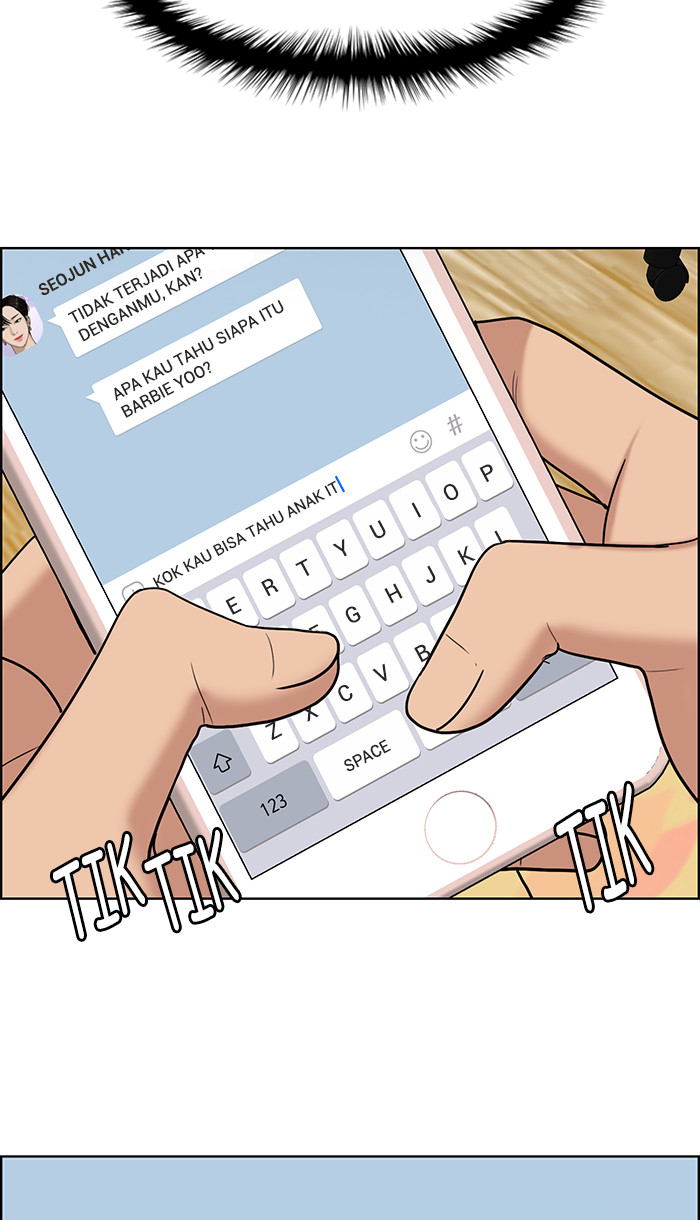 SEOJUN HAN
TIDAK TERJADI APA
DENGANMU, KAN?
APA KAU TAHU SIAPA ITU
BARBIE YOO?
KOK KAU BISA TAHU ANAK IT
E R T Y U I O P
G H J K L
Z X C V B
SPACE
123
TIK TIK
TIK